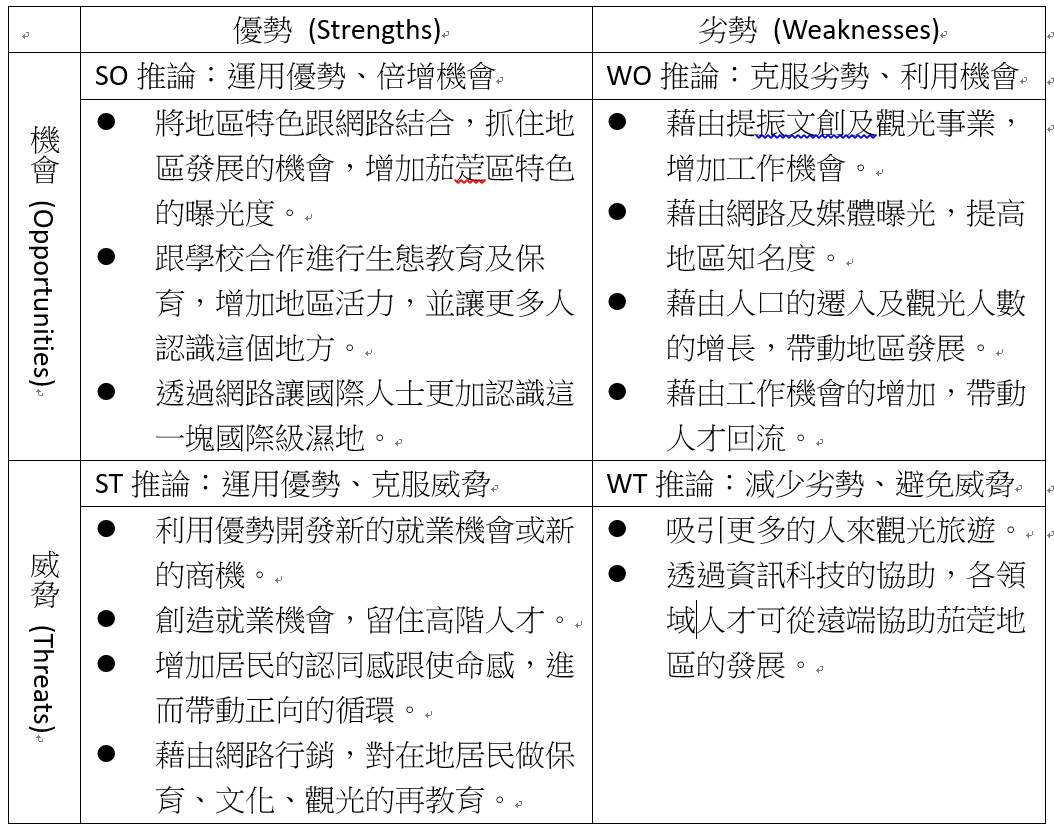 優勢 (Strengths)
劣勢 (Weaknesses)
機會 (Opportunities)
SO 推論：運用優勢、倍增機會
● 將地區特色跟網路結合，抓住地
區發展的機會，增加茄萣區特色
的曝光度。
● 跟學校合作進行生態教育及保
育，增加地區活力，並讓更多人
認識這個地方。
● 透過網路讓國際人士更加認識這
一塊國際級濕地。
WO 推論：克服劣勢、利用機會
● 藉由提振文創及觀光事業，
增加工作機會。
● 藉由網路及媒體曝光，提高
地區知名度。
● 藉由人口的遷入及觀光人數
的增長，帶動地區發展。
● 藉由工作機會的增加，帶動
人才回流。
威脅 (Threats)
ST 推論：運用優勢、克服威脅
● 利用優勢開發新的就業機會或新
的商機。
● 創造就業機會，留住高階人才。
● 增加居民的認同感跟使命感，進
而帶動正向的循環。
● 藉由網路行銷，對在地居民做保
育、文化、觀光的再教育。
WT 推論：減少劣勢、避免威脅
● 吸引更多的人來觀光旅遊。
● 透過資訊科技的協助，各領
域人才可從遠端協助茄萣地
區的發展。